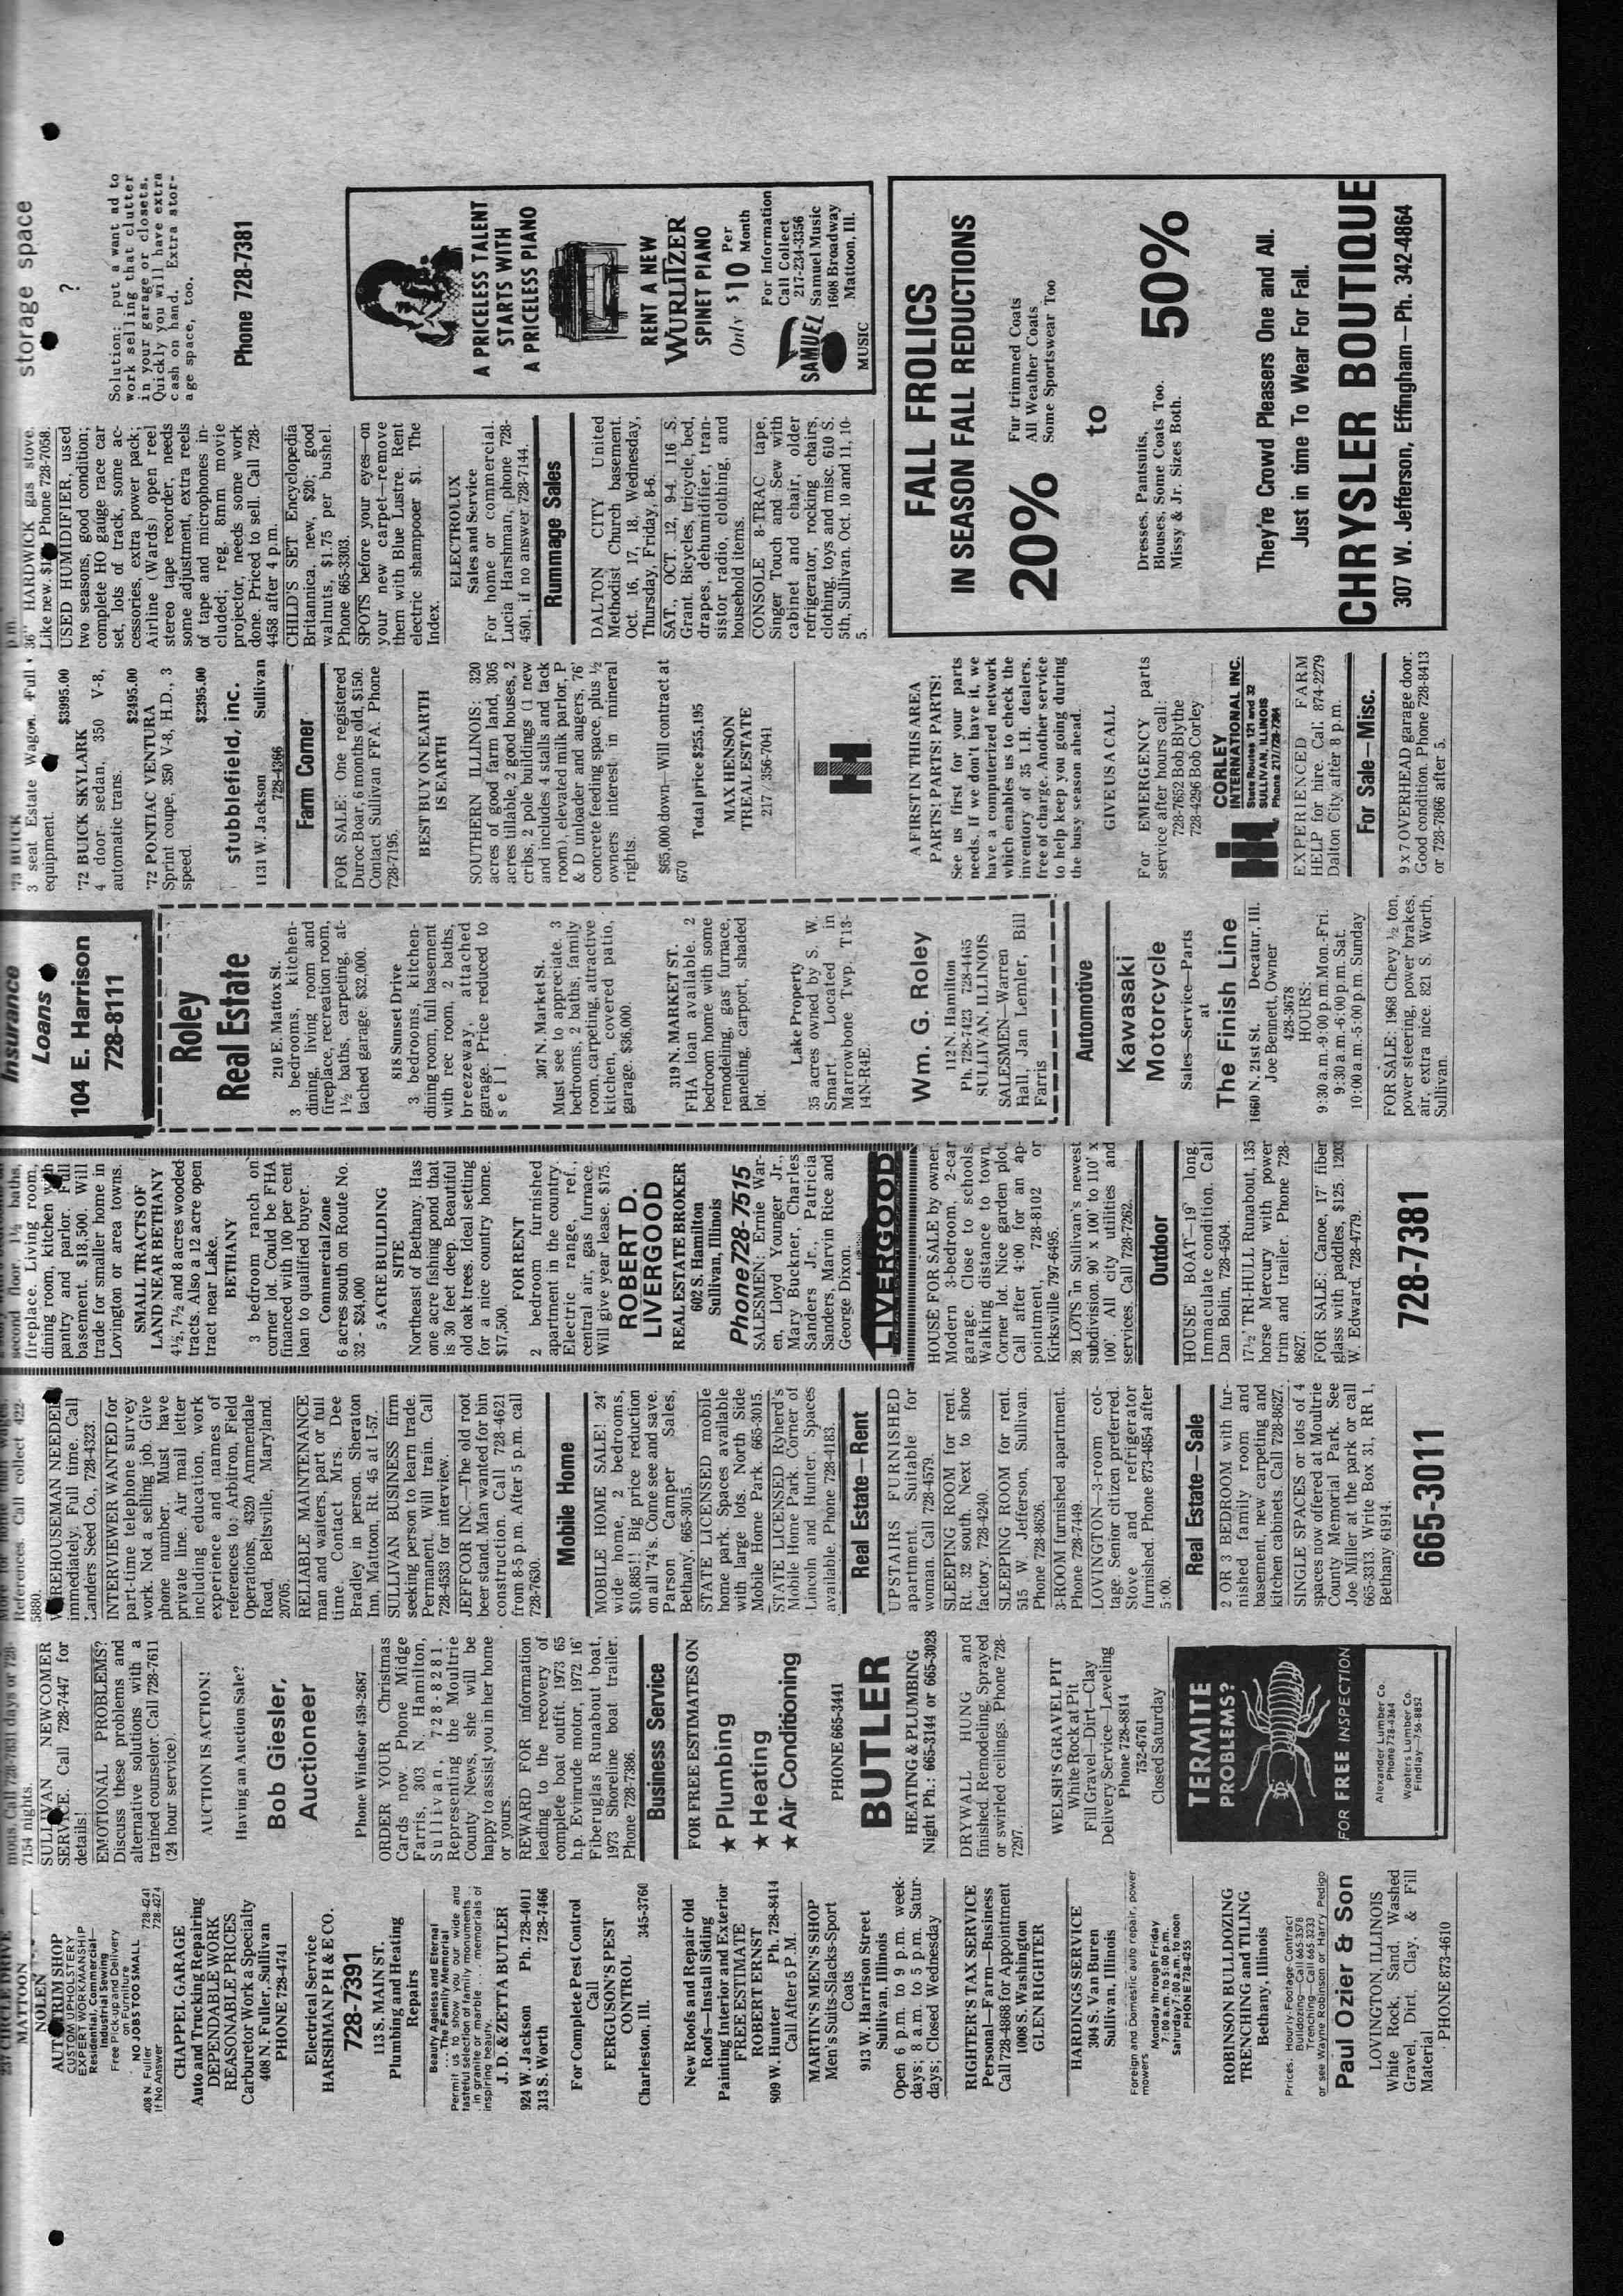 237 CIRCLE DRIVE
MATTOON
NOLEN
AUTO TRIM SHOP
CUSTOM UPHOLSTERY
EXPERT WORKMANSHIP
Residential, Commercial—
Industrial Sewing
Free Pick-up and Delivery
on Furniture
NO JOBS TOO SMALL
408 N. Fuller 728-4241
If No Answer 728-4274
CHAPPEL GARAGE
Auto and Trucking Repairing
DEPENDABLE WORK
REASONABLE PRICES
Carburetor Work a Specialty
408 N. Fuller, Sullivan
PHONE 728-4741
Electrical Service
HARSHMAN P H & CO.
728-7391
113 S. MAIN ST.
Plumbing and Heating
Repairs
Beauty Ageless and Eternal
. . . The Family Memorial
Permit us to show you our wide and
tasteful selection of family monuments
. in granite or marble . . . memorials of
inspiring beauty.
J. D. & ZETTA BUTLER
924 W. Jackson Ph. 728-4011
313 S. Worth 728-7466
For Complete Pest Control
Call
FERGUSON'S PEST
CONTROL
Charleston, Ill. 345-3760
New Roofs and Repair Old
Roofs—Install Siding
Painting Interior and Exterior
FREE ESTIMATE
ROBERT ERNST
809 W. Hunter Ph. 728-8414
Call After 5 P.M.
MARTIN'S MEN'S SHOP
Men's Suits-Slacks-Sport
Coats
913 W. Harrison Street
Sullivan, Illinois
Open 6 p.m. to 9 p.m. week-
days; 8 a.m. to 5 p.m. Satur-
days; Closed Wednesday
RIGHTER'S TAX SERVICE
Personal—Farm—Business
Call 728-4868 for Appointment
1008 S. Washington
GLEN RIGHTER
HARDINGS SERVICE
304 S. Van Buren
Sullivan, Illinois
Foreign and Domestic auto repair, power
mowers
Monday through Friday
7:00 a.m. to 5:00 p.m.
Saturday 7:00 a.m. to noon
PHONE 728-4255
ROBINSON BULLDOZING
TRENCHING and TILING
Bethany, Illinois
Prices: Hourly-Footage-Contract
Bulldozing—Call 665-3578
Trenching—Call 665-3233
or see Wayne Robinson or Harry Pedigo
Paul Ozier & Son
LOVINGTON, ILLINOIS
White Rock, Sand, Washed
Gravel, Dirt, Clay, & Fill
Material
PHONE 873-4610
mous. Call 728-7631 days or 728-
7154 nights.
SULLIVAN NEWCOMER
SERVICE. Call 728-7447 for
details!
EMOTIONAL PROBLEMS?
Discuss these problems and
alternative solutions with a
trained counselor. Call 728-7611
(24 hour service).
AUCTION IS ACTION!
Having an Auction Sale?
Bob Giesler,
Auctioneer
Phone Windsor 459-2687
ORDER YOUR Christmas
Cards now. Phone Midge
Farris, 303 N. Hamilton,
Sullivan, 728-8281.
Representing the Moultrie
County News, she will be
happy to assist you in her home
or yours.
REWARD FOR information
leading to the recovery of
complete boat outfit. 1973 65
h.p. Evinrude motor, 1972 16'
Fiberuglas Runabout boat,
1973 Shoreline boat trailer.
Phone 728-7386.
Business Service
FOR FREE ESTIMATES ON
★ Plumbing
★ Heating
★ Air Conditioning
PHONE 665-3441
BUTLER
HEATING & PLUMBING
Night Ph.: 665-3144 or 665-3028
DRYWALL HUNG and
finished. Remodeling. Sprayed
or swirled ceilings. Phone 728-
7297.
WELSH'S GRAVEL PIT
White Rock at Pit
Fill Gravel—Dirt—Clay
Delivery Service—Leveling
Phone 728-8814
752-6761
Closed Saturday
TERMITE
PROBLEMS?
FOR FREE INSPECTION
Alexander Lumber Co.
Phone 728-4364
Wooters Lumber Co.
Findlay—756-8852
References. Call collect 422-
5880.
WAREHOUSEMAN NEEDED
immediately. Full time. Call
Landers Seed Co., 728-4323.
INTERVIEWER WANTED for
part-time telephone survey
work. Not a selling job. Give
phone number. Must have
private line. Air mail letter
including education, work
experience and names of
references to: Arbitron, Field
Operations, 4320 Ammendale
Road, Beltsville, Maryland.
20705.
RELIABLE MAINTENANCE
man and waiters, part or full
time. Contact Mrs. Dee
Bradley in person. Sheraton
Inn, Mattoon, Rt. 45 at I-57.
SULLIVAN BUSINESS firm
seeking person to learn trade.
Permanent. Will train. Call
728-4533 for interview.
JEFFCOR INC.—The old root
beer stand. Man wanted for bin
construction. Call 728-4621
from 8-5 p.m. After 5 p.m. call
728-7630.
Mobile Home
MOBILE HOME SALE! 24'
wide home, 2 bedrooms,
$10,885!! Big price reduction
on all '74's. Come see and save.
Parson Camper Sales,
Bethany, 665-3015.
STATE LICENSED mobile
home park. Spaces available
with large lots. North Side
Mobile Home Park. 665-3015.
STATE LICENSED Ryherd's
Mobile Home Park. Corner of
Lincoln and Hunter. Spaces
available. Phone 728-4183.
Real Estate—Rent
UPSTAIRS FURNISHED
apartment. Suitable for
woman. Call 728-4579.
SLEEPING ROOM for rent.
Rt. 32 south. Next to shoe
factory. 728-4240.
SLEEPING ROOM for rent.
515 W. Jefferson, Sullivan.
Phone 728-8626.
3-ROOM furnished apartment.
Phone 728-7449.
LOVINGTON—3-room cot-
tage. Senior citizen preferred.
Stove and refrigerator
furnished. Phone 873-4854 after
5:00.
Real Estate—Sale
2 OR 3 BEDROOM with fur-
nished family room and
basement, new carpeting and
kitchen cabinets. Call 728-8627.
SINGLE SPACES or lots of 4
spaces now offered at Moultrie
County Memorial Park. See
Joe Miller at the park or call
665-3313. Write Box 31, RR 1,
Bethany 61914.
665-3011
second floor, 1½ baths,
fireplace. Living room,
dining room, kitchen with
pantry and parlor. Full
basement. $18,500. Will
trade for smaller home in
Lovington or area towns.
SMALL TRACTS OF
LAND NEAR BETHANY
4½, 7½ and 8 acres wooded
tracts. Also a 12 acre open
tract near Lake.
BETHANY
3 bedroom ranch on
corner lot. Could be FHA
financed with 100 per cent
loan to qualified buyer.
Commercial Zone
6 acres south on Route No.
32 - $24,000
5 ACRE BUILDING
SITE
Northeast of Bethany. Has
one acre fishing pond that
is 30 feet deep. Beautiful
old oak trees. Ideal setting
for a nice country home.
$17,500.
FOR RENT
2 bedroom furnished
apartment in the country.
Electric range, ref.,
central air, gas furnace.
Will give year lease. $175.
ROBERT D.
LIVERGOOD
REAL ESTATE BROKER
602 S. Hamilton
Sullivan, Illinois
Phone 728-7515
SALESMEN: Ernie War-
en, Lloyd Younger Jr.,
Mary Buckner, Charles
Sanders Jr., Patricia
Sanders, Marvin Rice and
George Dixon.
LIVERGOOD
HOUSE FOR SALE by owner.
Modern 3-bedroom, 2-car
garage. Close to schools.
Walking distance to town.
Corner lot. Nice garden plot.
Call after 4:00 for an ap-
pointment, 728-8102 or
Kirksville 797-6495.
28 LOTS in Sullivan's newest
subdivision. 90' x 100' to 110' x
100'. All city utilities and
services. Call 728-7262.
Outdoor
HOUSE BOAT—19' long.
Immaculate condition. Call
Dan Bolin, 728-4504.
17½' TRI-HULL Runabout, 135
horse Mercury with power
trim and trailer. Phone 728-
8627.
FOR SALE: Canoe, 17' fiber
glass with paddles, $125. 1203
W. Edward, 728-4779.
728-7381
Insurance
Loans
104 E. Harrison
728-8111
Roley
Real Estate
210 E. Mattox St.
3 bedrooms, kitchen-
dining, living room and
fireplace, recreation room,
1½ baths, carpeting, at-
tached garage. $32,000.
818 Sunset Drive
3 bedrooms, kitchen-
dining room, full basement
with rec room, 2 baths,
breezeway, attached
garage. Price reduced to
sell.
307 N. Market St.
Must see to appreciate. 3
bedrooms, 2 baths, family
room, carpeting, attractive
kitchen, covered patio,
garage. $36,000.
319 N. MARKET ST.
FHA loan available. 2
bedroom home with some
remodeling, gas furnace,
paneling, carport, shaded
lot.
Lake Property
35 acres owned by S. W.
Smart. Located in
Marrowbone Twp. T13-
14N-R4E.
Wm. G. Roley
112 N. Hamilton
Ph. 728-7423 728-4465
SULLIVAN, ILLINOIS
SALESMEN—Warren
Hall, Jan Lemler, Bill
Farris
Automotive
Kawasaki
Motorcycle
Sales—Service—Parts
at
The Finish Line
1660 N. 21st St. Decatur, Ill.
Joe Bennett, Owner
428-3678
HOURS:
9:30 a.m.-9:00 p.m. Mon.-Fri.
9:30 a.m.-6:00 p.m. Sat.
10:00 a.m.-5:00 p.m Sunday
FOR SALE: 1968 Chevy ½ ton,
power steering, power brakes,
air, extra nice. 821 S. Worth,
Sullivan.
'73 BUICK
3 seat Estate Wagon. Full
equipment. $3995.00
'72 BUICK SKYLARK
4 door sedan, 350 V-8,
automatic trans. $2495.00
'72 PONTIAC VENTURA
Sprint coupe, 350 V-8, H.D., 3
speed. $2395.00
stubblefield, inc.
1131 W. Jackson Sullivan
728-4366
Farm Corner
FOR SALE: One registered
Duroc Boar, 6 months old, $150.
Contact Sullivan FFA. Phone
728-7195.
BEST BUY ON EARTH
IS EARTH
SOUTHERN ILLINOIS: 320
acres of good farm land, 305
acres tillable, 2 good houses, 2
cribs, 2 pole buildings (1 new
and includes 4 stalls and tack
room), elevated milk parlor, P
& D unloader and augers, 76'
concrete feeding space, plus ½
owners interest in mineral
rights.
$65,000 down—Will contract at
670
Total price $255,195
MAX HENSON
TREAL ESTATE
217/356-7041
A FIRST IN THIS AREA
PARTS! PARTS! PARTS!
See us first for your parts
needs. If we don't have it, we
have a computerized network
which enables us to check the
inventory of 35 I.H. dealers,
free of charge. Another service
to help keep you going during
the busy season ahead.
GIVE US A CALL
For EMERGENCY parts
service after hours call:
728-7652 Bob Blythe
728-4296 Bob Corley
CORLEY
INTERNATIONAL INC.
State Routes 121 and 32
SULLIVAN, ILLINOIS
Phone 217/728-7364
EXPERIENCED FARM
HELP for hire. Call: 874-2279
Dalton City after 8 p.m.
For Sale—Misc.
9 x 7 OVERHEAD garage door.
Good condition. Phone 728-8413
or 728-7866 after 5.
p.m.
36" HARDWICK gas stove.
Like new. Phone 728-7058.
USED HUMIDIFIER, used
two seasons, good condition;
complete HO gauge race car
set, lots of track, some ac-
cessories, extra power pack;
Airline (Wards) open reel
stereo tape recorder, needs
some adjustment, extra reels
of tape and microphones in-
cluded; reg. 8mm movie
projector, needs some work
done. Priced to sell. Call 728-
4458 after 4 p.m.
CHILD'S SET Encyclopedia
Britannica, new, $20; good
walnuts, $1.75 per bushel.
Phone 665-3303.
SPOTS before your eyes—on
your new carpet—remove
them with Blue Lustre. Rent
electric shampooer $1. The
Index.
ELECTROLUX
Sales and Service
For home or commercial.
Lucia Harshman, phone 728-
4501, if no answer 728-7144.
Rummage Sales
DALTON CITY United
Methodist Church basement.
Oct. 16, 17, 18, Wednesday,
Thursday, Friday, 8-6.
SAT., OCT. 12, 9-4. 116 S.
Grant. Bicycles, tricycle, bed,
drapes, dehumidifier, tran-
sistor radio, clothing, and
household items.
CONSOLE 8-TRAC tape,
Singer Touch and Sew with
cabinet and chair, older
refrigerator, rocking chairs,
clothing, toys and misc. 610 S.
5th, Sullivan. Oct. 10 and 11, 10-
5.
storage space
?
Solution: put a want ad to
work selling that clutter
in your garage or closets.
Quickly you will have extra
cash on hand. Extra stor-
age space, too.
Phone 728-7381
A PRICELESS TALENT
STARTS WITH
A PRICELESS PIANO
RENT A NEW
WURLITZER
SPINET PIANO
Only $10 Per Month
SAMUEL
MUSIC
For Information
Call Collect
217-234-3356
Samuel Music
1608 Broadway
Mattoon, Ill.
FALL FROLICS
IN SEASON FALL REDUCTIONS
20%
Fur trimmed Coats
All Weather Coats
Some Sportswear Too
to
Dresses, Pantsuits,
Blouses, Some Coats Too.
Missy & Jr. Sizes Both.
50%
They're Crowd Pleasers One and All.
Just in time To Wear For Fall.
CHRYSLER BOUTIQUE
307 W. Jefferson, Effingham—Ph. 342-4864